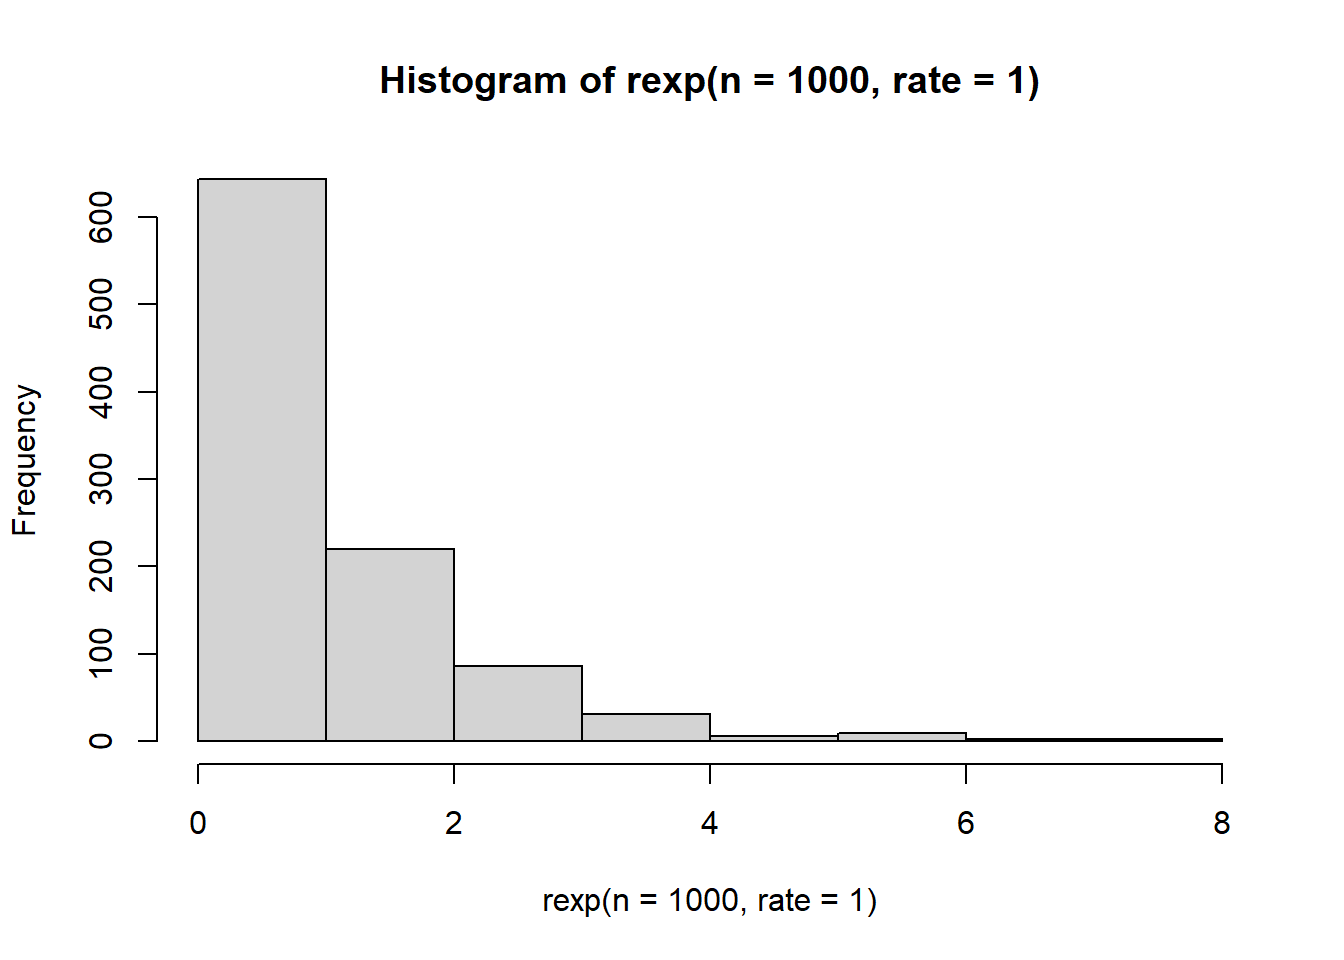 Histogram of rexp(n = 1000, rate = 1)
Frequency
600
500
400
300
200
100
0
0 2 4 6 8
rexp(n = 1000, rate = 1)